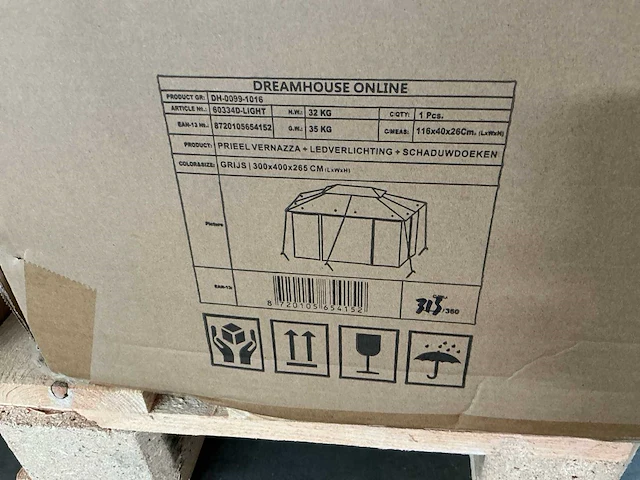 DREAMHOUSE ONLINE
PRODUCT GR: DH-0099-1016
ARTICLE Nr.: 60334D-LIGHT N.W.: 32 KG C/QTY: 1 Pcs.
EAN-13 Nr.: 8720105654152 G.W.: 35 KG C/MEAS: 116x40x26Cm. (LxWxH)
PRODUCT: PRIEEL VERNAZZA + LEDVERLICHTING + SCHADUWDOEKEN
COLOR&SIZE: GRIJS | 300x400x265 CM (LxWxH)
Picture
EAN-13:
8 720105 654152
313/360